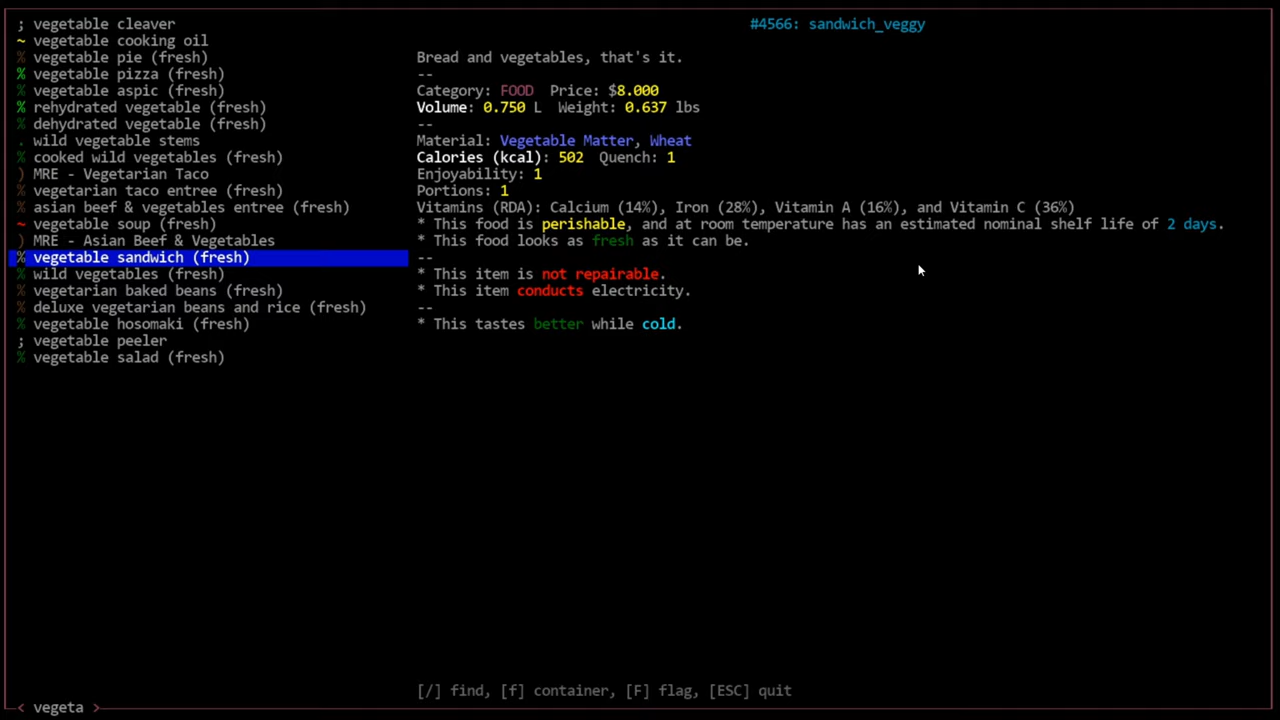 #4566: sandwich_veggy
; vegetable cleaver
~ vegetable cooking oil
% vegetable pie (fresh)
% vegetable pizza (fresh)
% vegetable aspic (fresh)
% rehydrated vegetable (fresh)
% dehydrated vegetable (fresh)
. wild vegetable stems
% cooked wild vegetables (fresh)
) MRE - Vegetarian Taco
% vegetarian taco entree (fresh)
% asian beef & vegetables entree (fresh)
~ vegetable soup (fresh)
) MRE - Asian Beef & Vegetables
% vegetable sandwich (fresh)
% wild vegetables (fresh)
% vegetarian baked beans (fresh)
% deluxe vegetarian beans and rice (fresh)
% vegetable hosomaki (fresh)
; vegetable peeler
% vegetable salad (fresh)
Bread and vegetables, that's it.
--
Category: FOOD Price: $8.000
Volume: 0.750 L Weight: 0.637 lbs
--
Material: Vegetable Matter, Wheat
Calories (kcal): 502 Quench: 1
Enjoyability: 1
Portions: 1
Vitamins (RDA): Calcium (14%), Iron (28%), Vitamin A (16%), and Vitamin C (36%)
* This food is perishable, and at room temperature has an estimated nominal shelf life of 2 days.
* This food looks as fresh as it can be.
--
* This item is not repairable.
* This item conducts electricity.
--
* This tastes better while cold.
[/] find, [f] container, [F] flag, [ESC] quit
< vegeta >